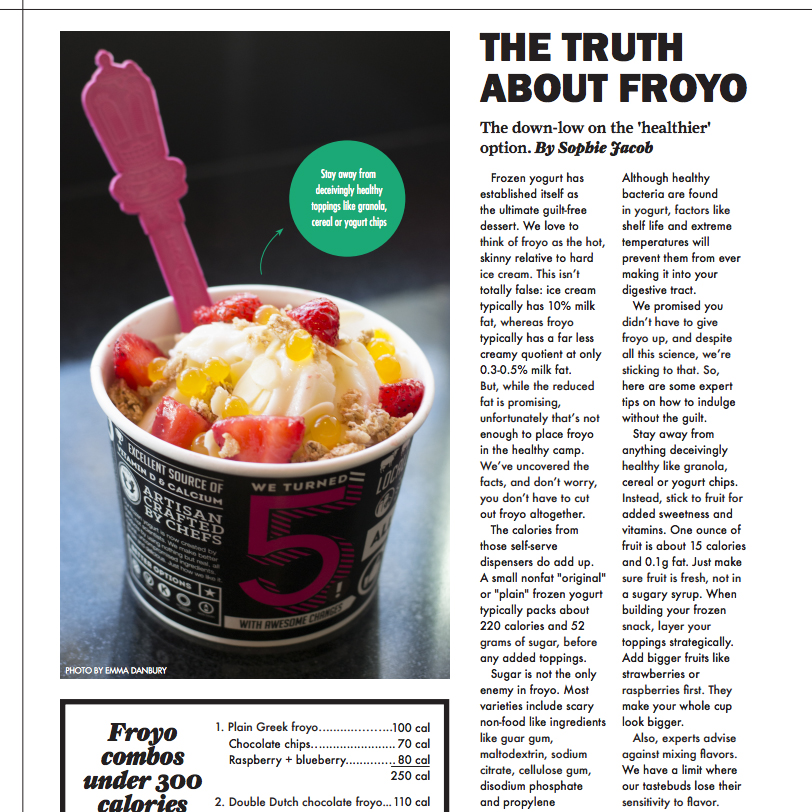 THE TRUTH
ABOUT FROYO
The down-low on the 'healthier'
option. By Sophie Jacob
Frozen yogurt has
established itself as
the ultimate guilt-free
dessert. We love to
think of froyo as the hot,
skinny relative to hard
ice cream. This isn't
totally false: ice cream
typically has 10% milk
fat, whereas froyo
typically has a far less
creamy quotient at only
0.3-0.5% milk fat.
But, while the reduced
fat is promising,
unfortunately that's not
enough to place froyo
in the healthy camp.
We've uncovered the
facts, and don't worry,
you don't have to cut
out froyo altogether.
The calories from
those self-serve
dispensers do add up.
A small nonfat "original"
or "plain" frozen yogurt
typically packs about
220 calories and 52
grams of sugar, before
any added toppings.
Sugar is not the only
enemy in froyo. Most
varieties include scary
non-food like ingredients
like guar gum,
maltodextrin, sodium
citrate, cellulose gum,
disodium phosphate
and propylene
Although healthy
bacteria are found
in yogurt, factors like
shelf life and extreme
temperatures will
prevent them from ever
making it into your
digestive tract.
We promised you
didn't have to give
froyo up, and despite
all this science, we're
sticking to that. So,
here are some expert
tips on how to indulge
without the guilt.
Stay away from
anything deceivingly
healthy like granola,
cereal or yogurt chips.
Instead, stick to fruit for
added sweetness and
vitamins. One ounce of
fruit is about 15 calories
and 0.1g fat. Just make
sure fruit is fresh, not in
a sugary syrup. When
building your frozen
snack, layer your
toppings strategically.
Add bigger fruits like
strawberries or
raspberries first. They
make your whole cup
look bigger.
Also, experts advise
against mixing flavors.
We have a limit where
our tastebuds lose their
sensitivity to flavor.
Stay away from
deceivingly healthy
toppings like granola,
cereal or yogurt chips
EXCELLENT SOURCE OF
VITAMIN D & CALCIUM
ARTISAN
CRAFTED
BY CHEFS
WE TURNED
5!
WITH AWESOME CHANGES
PHOTO BY EMMA DANBURY
Froyo
combos
under 300
calories
1. Plain Greek froyo....................100 cal
Chocolate chips........................70 cal
Raspberry + blueberry..............80 cal
250 cal
2. Double Dutch chocolate froyo...110 cal